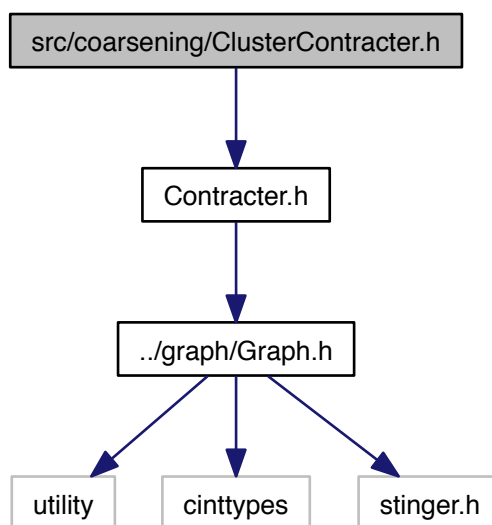 src/coarsening/ClusterContracter.h
Contracter.h
../graph/Graph.h
utility
cinttypes
stinger.h